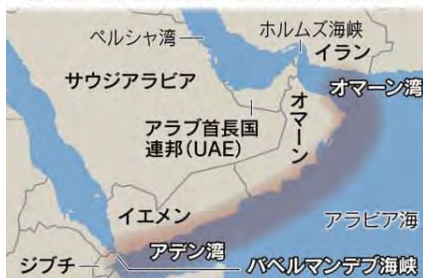 ペルシャ湾
ホルムズ海峡
イラン
サウジアラビア
オマーン湾
オマーン
アラブ首長国
連邦(UAE)
イエメン
アラビア海
アデン湾
ジブチ
バベルマンデブ海峡